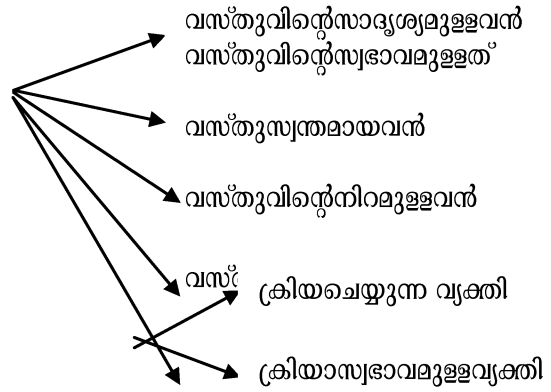 വസ്തുവിന്റെസാദൃശ്യമുള്ളവൻ
വസ്തുവിന്റെസ്വഭാവമുള്ളത്
വസ്തുസ്വന്തമായവൻ
വസ്തുവിന്റെനിറമുള്ളവൻ
ക്രിയചെയ്യുന്ന വ്യക്തി
ക്രിയാസ്വഭാവമുള്ളവ്യക്തി